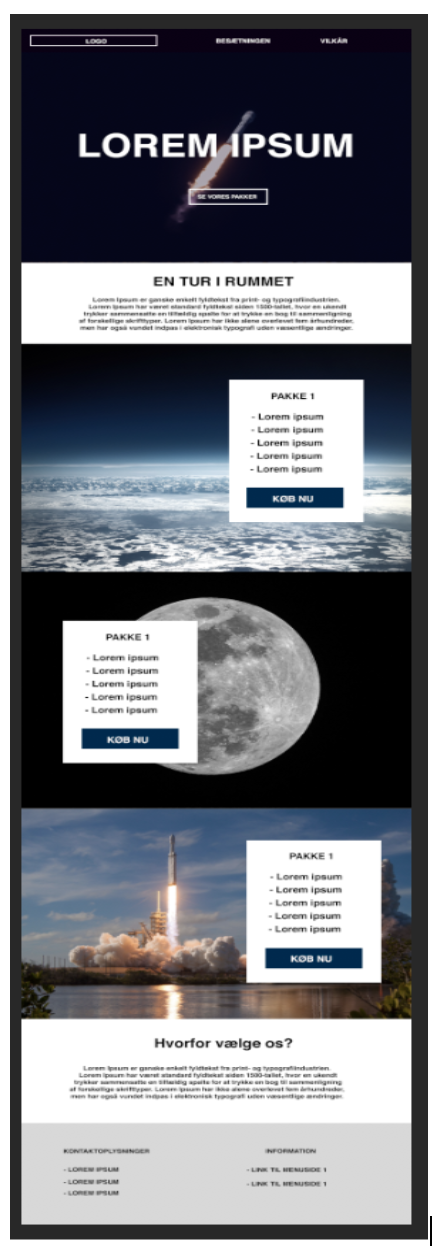 LOGO BESÆTNINGEN VILKÅR
LOREM IPSUM
SE VORES PAKKER
EN TUR I RUMMET
Lorem Ipsum er ganske enkelt fyldtekst fra print- og typografiindustrien.
Lorem Ipsum har været standard fyldtekst siden 1500-tallet, hvor en ukendt
trykker sammensatte en tilfældig spalte for at trykke en bog til sammenligning
af forskellige skrifttyper. Lorem Ipsum har ikke alene overlevet fem århundreder,
men har også vundet indpas i elektronisk typografi uden væsentlige ændringer.
PAKKE 1
- Lorem ipsum
- Lorem ipsum
- Lorem ipsum
- Lorem ipsum
- Lorem ipsum
KØB NU
PAKKE 1
- Lorem ipsum
- Lorem ipsum
- Lorem ipsum
- Lorem ipsum
- Lorem ipsum
KØB NU
PAKKE 1
- Lorem ipsum
- Lorem ipsum
- Lorem ipsum
- Lorem ipsum
- Lorem ipsum
KØB NU
Hvorfor vælge os?
Lorem Ipsum er ganske enkelt fyldtekst fra print- og typografiindustrien.
Lorem Ipsum har været standard fyldtekst siden 1500-tallet, hvor en ukendt
trykker sammensatte en tilfældig spalte for at trykke en bog til sammenligning
af forskellige skrifttyper. Lorem Ipsum har ikke alene overlevet fem århundreder,
men har også vundet indpas i elektronisk typografi uden væsentlige ændringer.
KONTAKTOPLYSNINGER
- LOREM IPSUM
- LOREM IPSUM
- LOREM IPSUM
INFORMATION
- LINK TIL MENUSIDE 1
- LINK TIL MENUSIDE 1